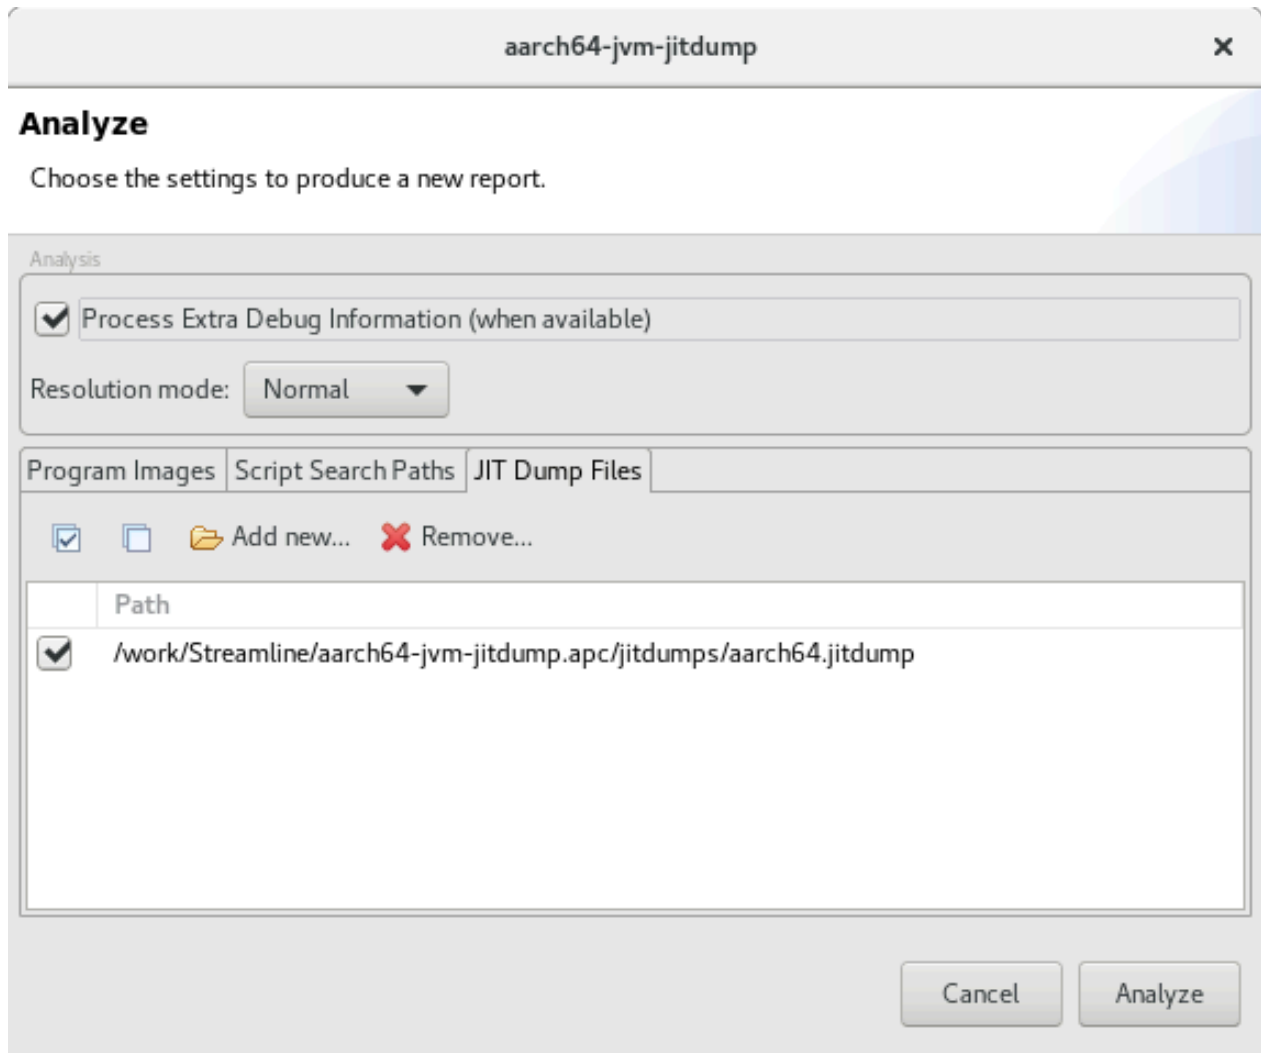 aarch64-jvm-jitdump
Analyze
Choose the settings to produce a new report.
Analysis
Process Extra Debug Information (when available)
Resolution mode: Normal
Program Images Script Search Paths JIT Dump Files
Add new... Remove...
Path
/work/Streamline/aarch64-jvm-jitdump.apc/jitdumps/aarch64.jitdump
Cancel Analyze